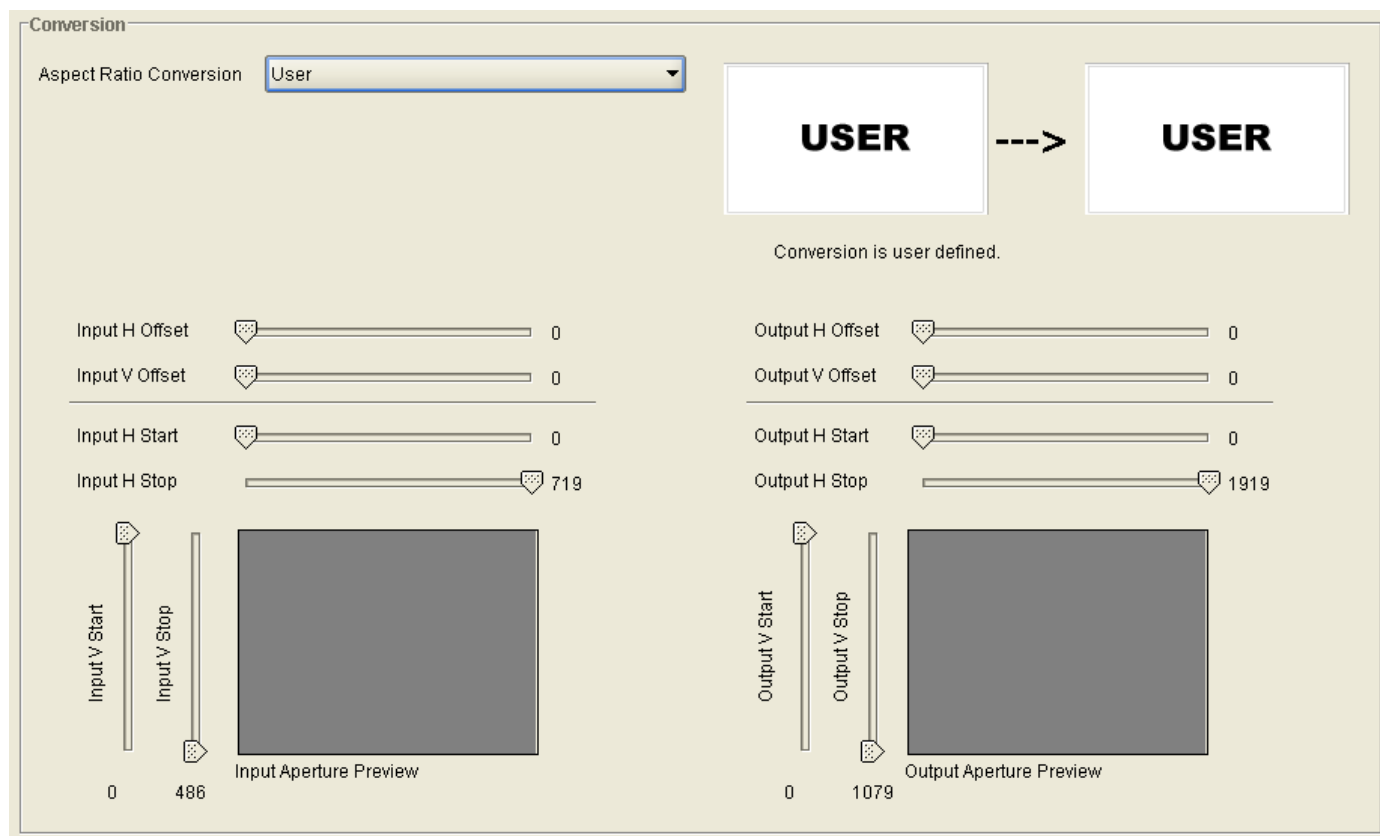 Conversion
Aspect Ratio Conversion User
USER ---> USER
Conversion is user defined.
Input H Offset 0
Input V Offset 0
Input H Start 0
Input H Stop 719
Input V Start
Input V Stop
Input Aperture Preview
0 486
Output H Offset 0
Output V Offset 0
Output H Start 0
Output H Stop 1919
Output V Start
Output V Stop
Output Aperture Preview
0 1079